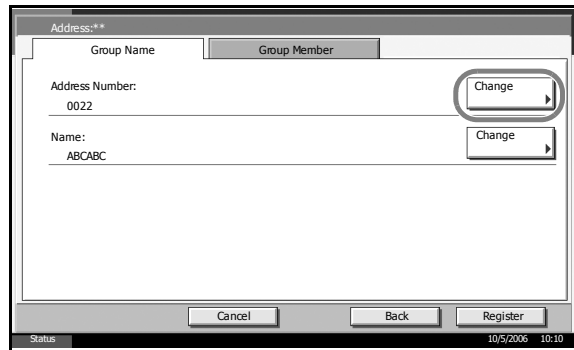 Address:**
Group Name Group Member
Address Number: Change
0022
Name: Change
ABCABC
Cancel Back Register
Status 10/5/2006 10:10